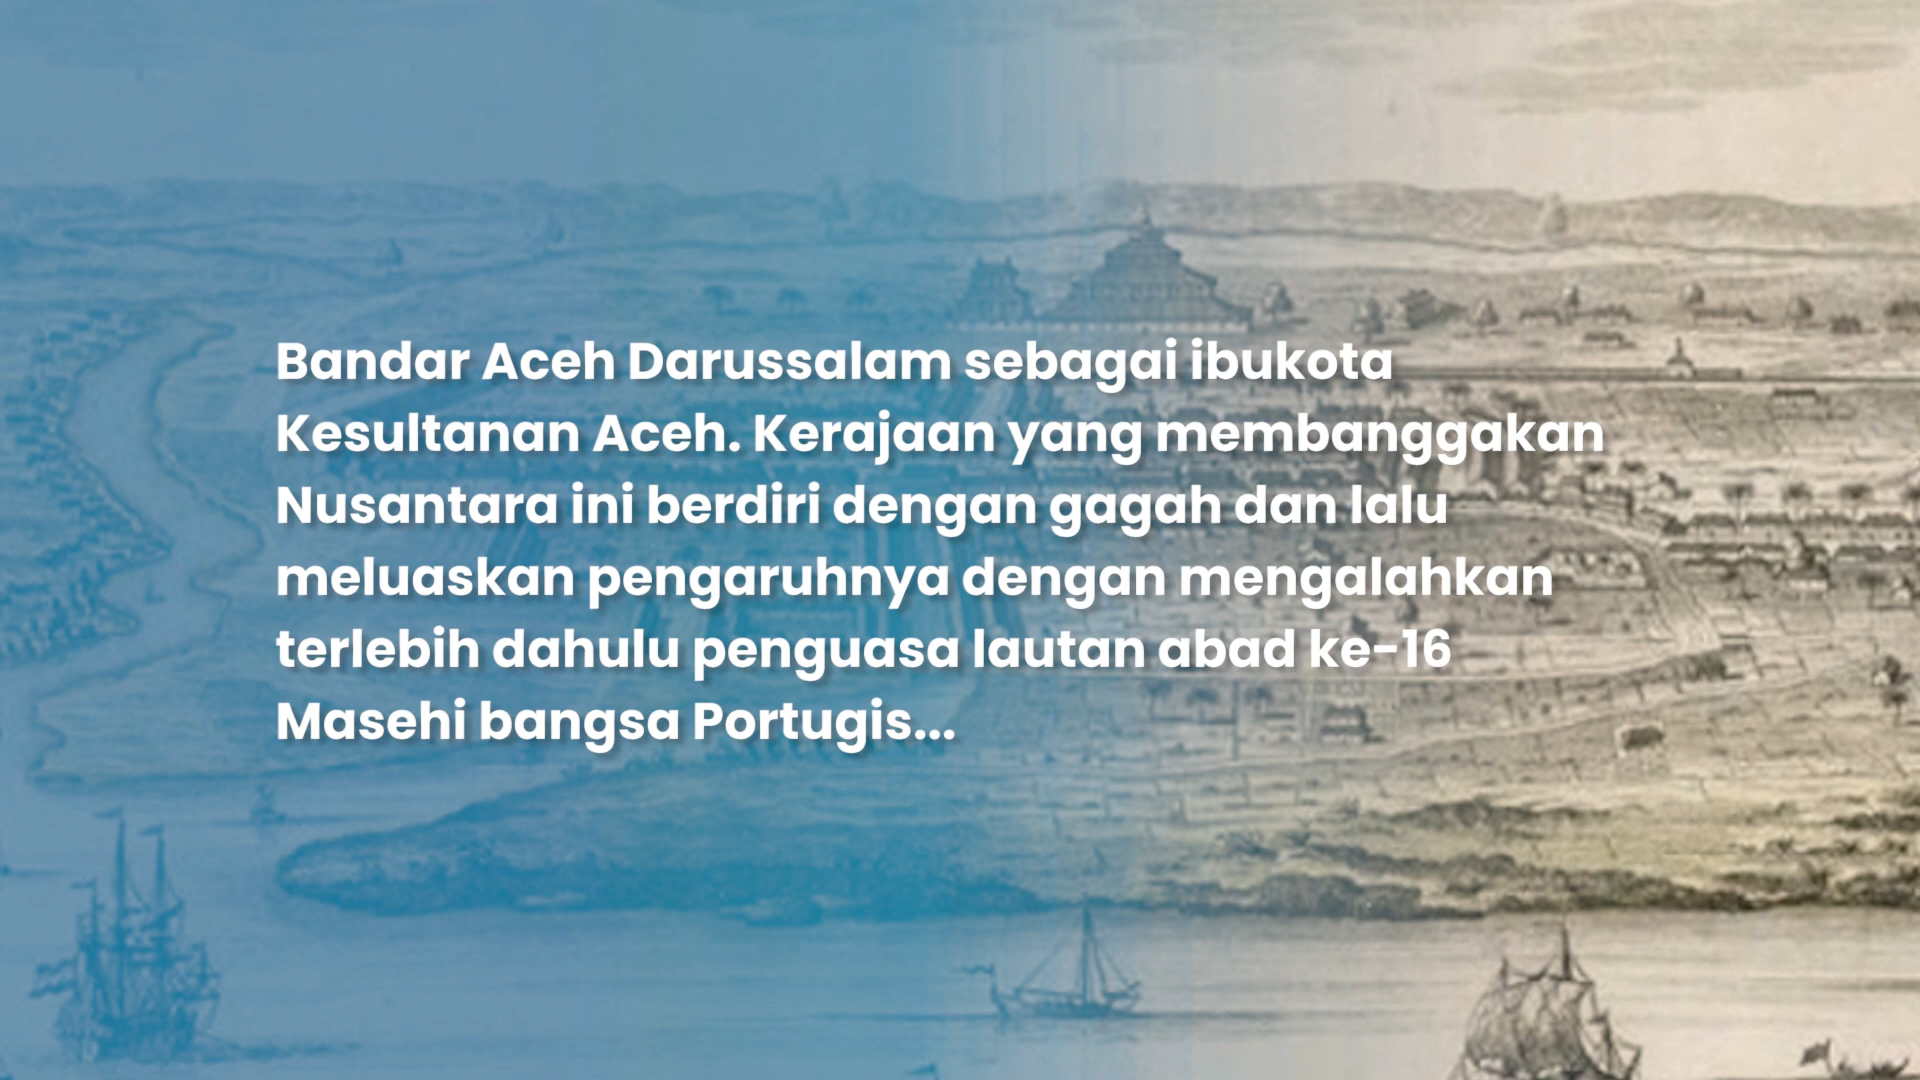 Bandar Aceh Darussalam sebagai ibukota
Kesultanan Aceh. Kerajaan yang membanggakan
Nusantara ini berdiri dengan gagah dan lalu
meluaskan pengaruhnya dengan mengalahkan
terlebih dahulu penguasa lautan abad ke-16
Masehi bangsa Portugis...